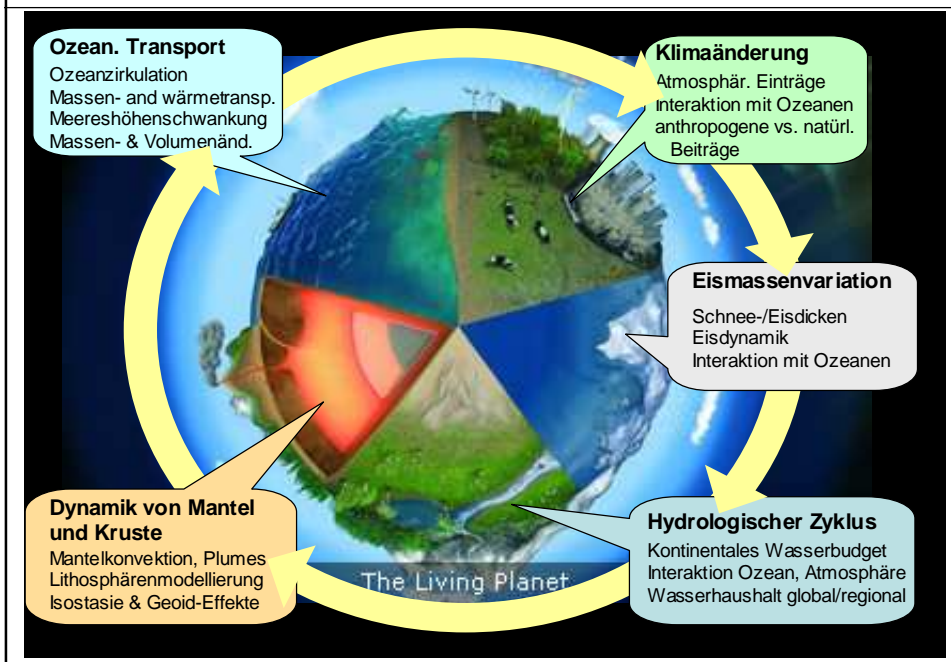 Ozean. Transport
Ozeanzirkulation
Massen- and wärmetransp.
Meereshöhenschwankung
Massen- & Volumenänd.
Klimaänderung
Atmosphär. Einträge
Interaktion mit Ozeanen
anthropogene vs. natürl.
Beiträge
Eismassenvariation
Schnee-/Eisdicken
Eisdynamik
Interaktion mit Ozeanen
Hydrologischer Zyklus
Kontinentales Wasserbudget
Interaktion Ozean, Atmosphäre
Wasserhaushalt global/regional
Dynamik von Mantel
und Kruste
Mantelkonvektion, Plumes
Lithosphärenmodellierung
Isostasie & Geoid-Effekte
The Living Planet